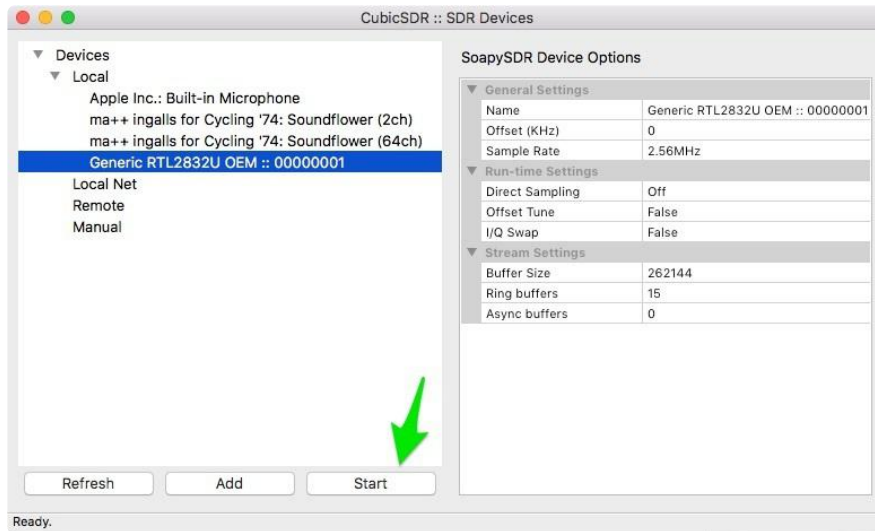 CubicSDR :: SDR Devices
Devices
Local
Apple Inc.: Built-in Microphone
ma++ ingalls for Cycling '74: Soundflower (2ch)
ma++ ingalls for Cycling '74: Soundflower (64ch)
Generic RTL2832U OEM :: 00000001
Local Net
Remote
Manual
Refresh
Add
Start
SoapySDR Device Options
General Settings
Name Generic RTL2832U OEM :: 00000001
Offset (KHz) 0
Sample Rate 2.56MHz
Run-time Settings
Direct Sampling Off
Offset Tune False
I/Q Swap False
Stream Settings
Buffer Size 262144
Ring buffers 15
Async buffers 0
Ready.